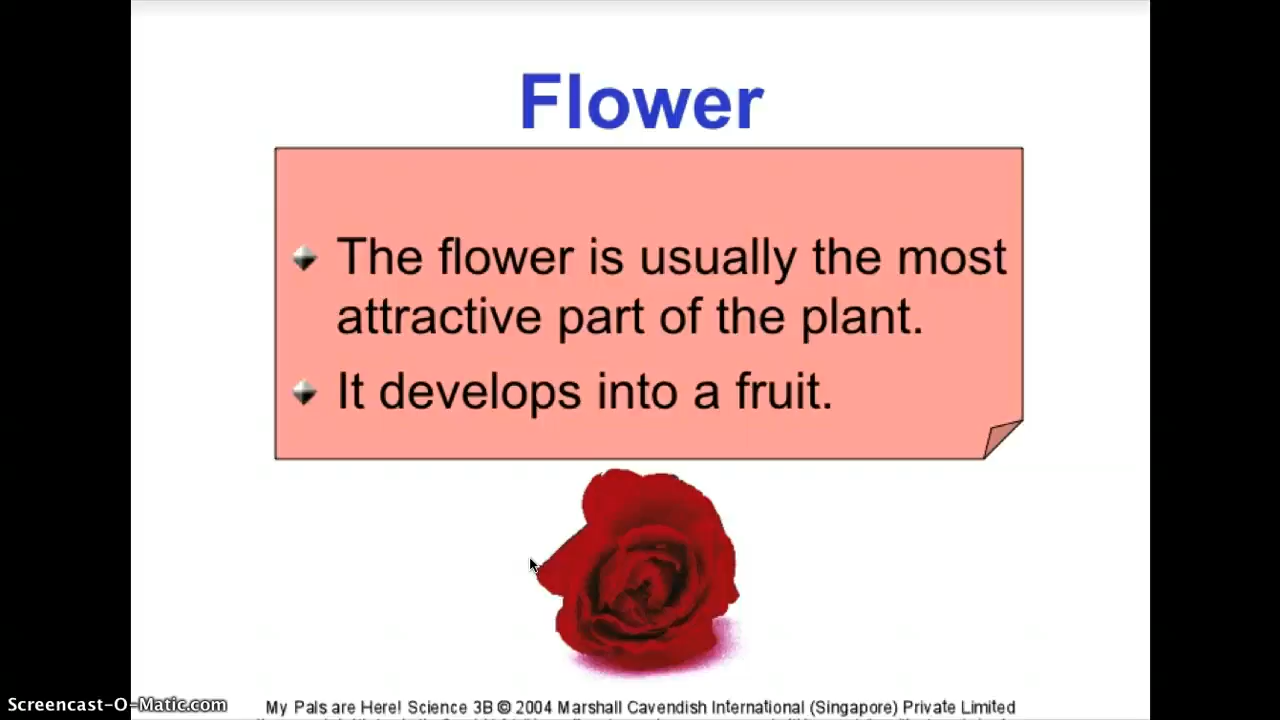 Flower
The flower is usually the most
attractive part of the plant.
It develops into a fruit.
Screencast-O-Matic.com
My Pals are Here! Science 3B © 2004 Marshall Cavendish International (Singapore) Private Limited